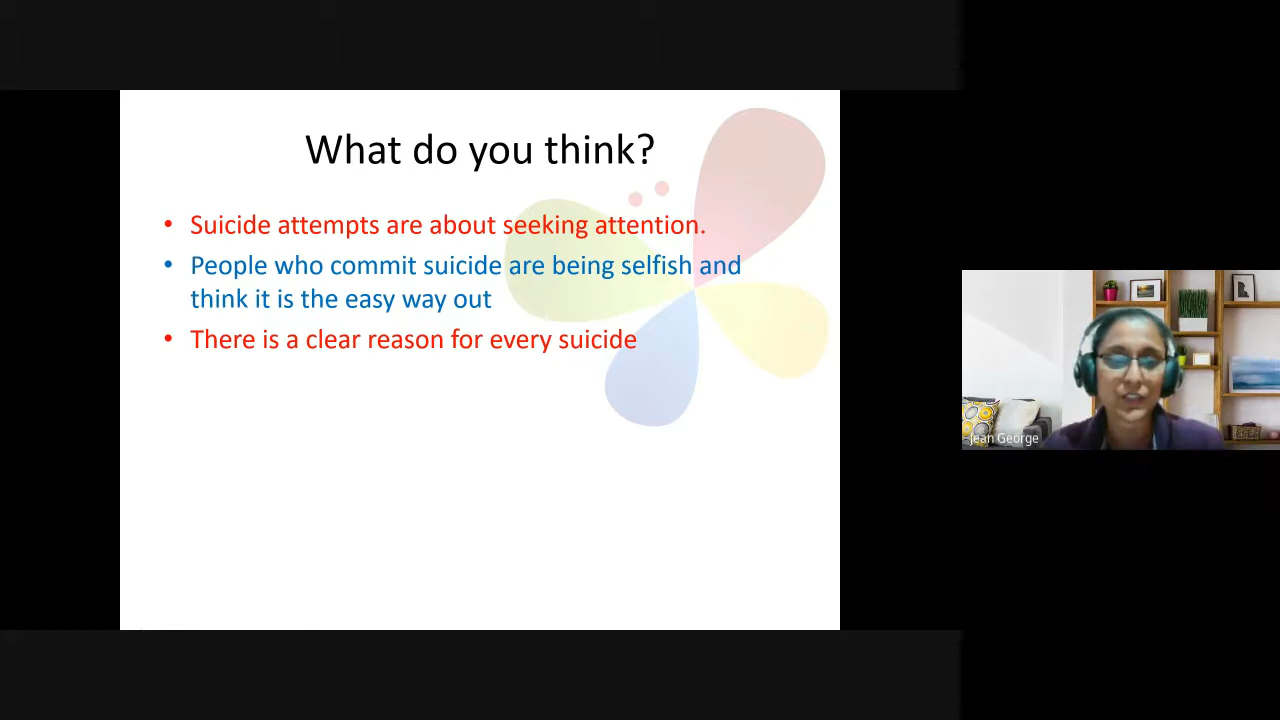 What do you think?
• Suicide attempts are about seeking attention.
• People who commit suicide are being selfish and
think it is the easy way out
• There is a clear reason for every suicide
Jean George